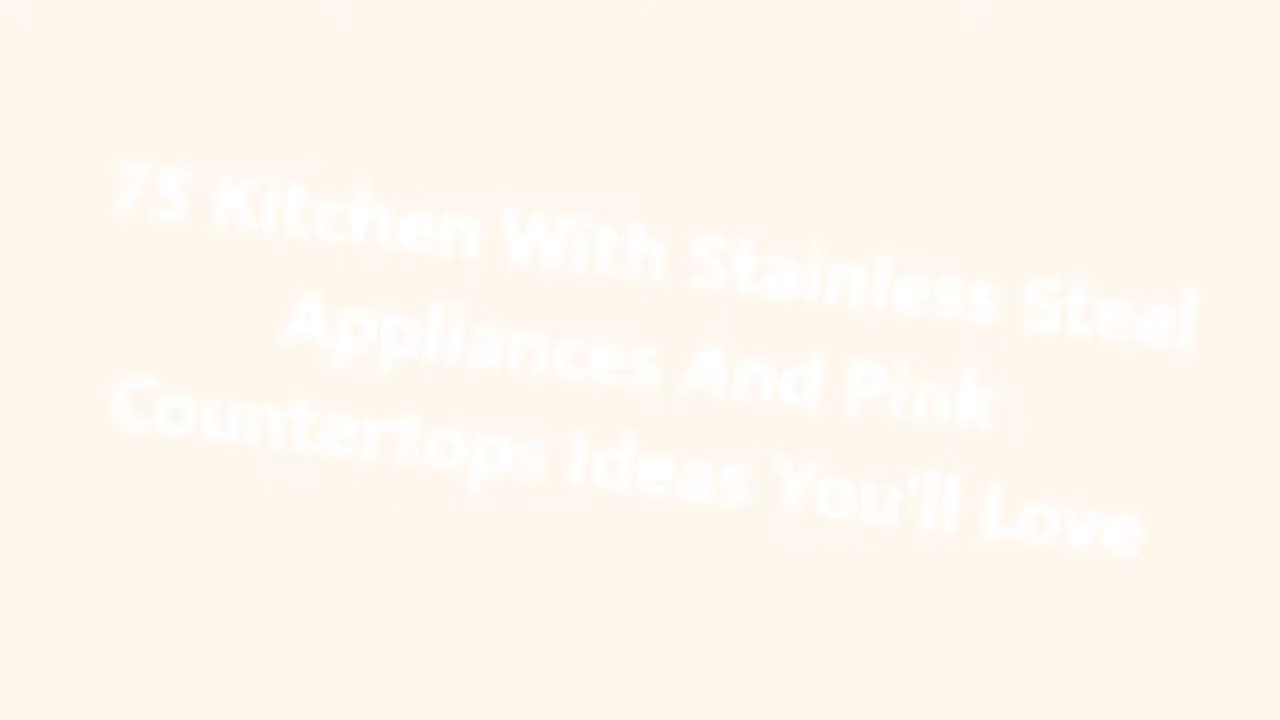 75 Kitchen With Stainless Steel
Appliances And Pink
Countertops Ideas You'll Love